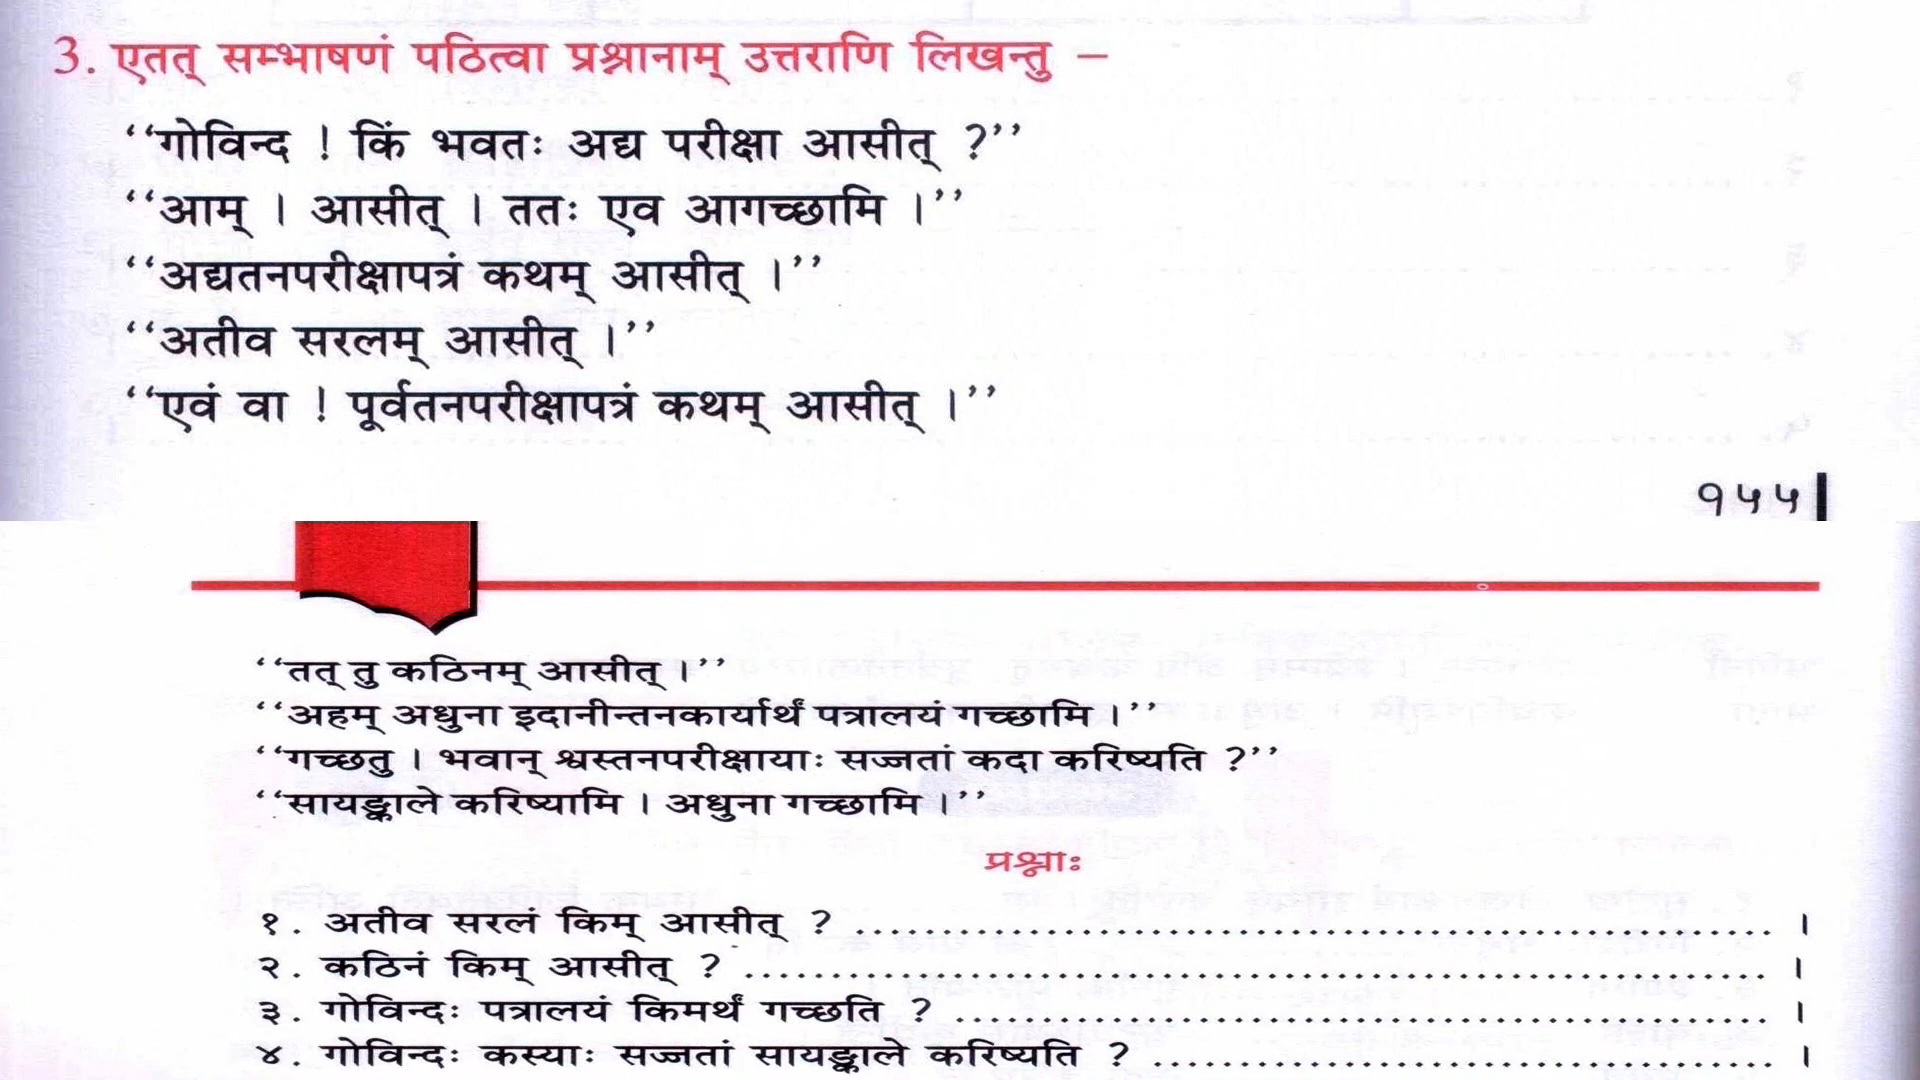 3. एतत् सम्भाषणं पठित्वा प्रश्नानाम् उत्तराणि लिखन्तु –
‘‘गोविन्द ! किं भवतः अद्य परीक्षा आसीत् ?’’
‘‘आम् । आसीत् । ततः एव आगच्छामि ।’’
‘‘अद्यतनपरीक्षापत्रं कथम् आसीत् ।’’
‘‘अतीव सरलम् आसीत् ।’’
‘‘एवं वा ! पूर्वतनपरीक्षापत्रं कथम् आसीत् ।’’
१५५
‘‘तत् तु कठिनम् आसीत् ।’’
‘‘अहम् अधुना इदानीन्तनकार्यार्थं पत्रालयं गच्छामि ।’’
‘‘गच्छतु । भवान् श्वस्तनपरीक्षायाः सज्जतां कदा करिष्यति ?’’
‘‘सायङ्काले करिष्यामि । अधुना गच्छामि ।’’
प्रश्नाः
१. अतीव सरलं किम् आसीत् ? .................................................... ।
२. कठिनं किम् आसीत् ? .......................................................... ।
३. गोविन्दः पत्रालयं किमर्थं गच्छति ? .............................................. ।
४. गोविन्दः कस्याः सज्जतां सायङ्काले करिष्यति ? ................................... ।